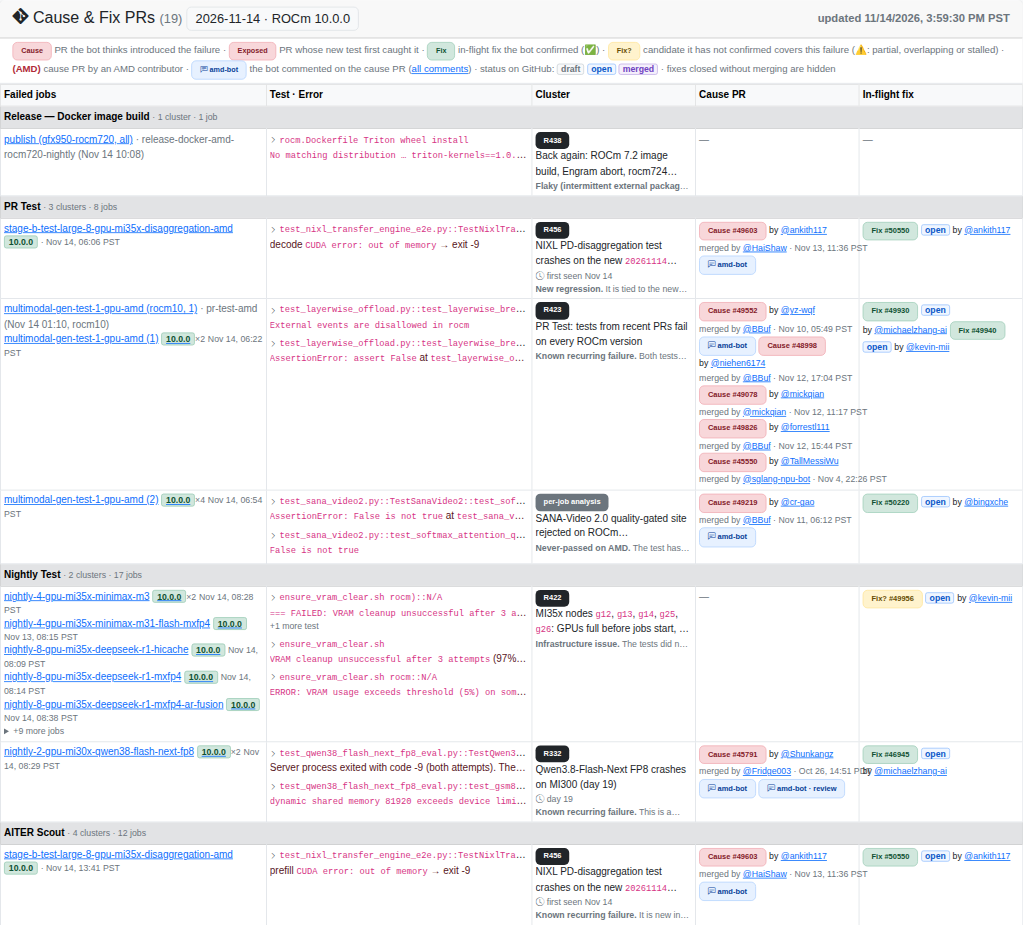 Cause & Fix PRs (19) 2026-11-14 · ROCm 10.0.0 updated 11/14/2026, 3:59:30 PM PST
Cause PR the bot thinks introduced the failure · Exposed PR whose new test first caught it · Fix in-flight fix the bot confirmed (✅) · Fix? candidate it has not confirmed covers this failure (⚠️: partial, overlapping or stalled) ·
(AMD) cause PR by an AMD contributor · amd-bot the bot commented on the cause PR (all comments) · status on GitHub: draft open merged · fixes closed without merging are hidden
Failed jobs Test · Error Cluster Cause PR In-flight fix
Release — Docker image build · 1 cluster · 1 job
publish (gfx950-rocm720, all) · release-docker-amd-
rocm720-nightly (Nov 14 10:08)
rocm.Dockerfile Triton wheel install
No matching distribution … triton-kernels==1.0.…
R438
Back again: ROCm 7.2 image
build, Engram abort, rocm724…
Flaky (intermittent external packag…
—
—
PR Test · 3 clusters · 8 jobs
stage-b-test-large-8-gpu-mi35x-disaggregation-amd
10.0.0 · Nov 14, 06:06 PST
test_nixl_transfer_engine_e2e.py::TestNixlTra…
decode CUDA error: out of memory → exit -9
R456
NIXL PD-disaggregation test
crashes on the new 20261114…
first seen Nov 14
New regression. It is tied to the new…
Cause #49603 by @ankith117
merged by @HaiShaw · Nov 13, 11:36 PST
amd-bot
Fix #50550 open by @ankith117
multimodal-gen-test-1-gpu-amd (rocm10, 1) · pr-test-amd
(Nov 14 01:10, rocm10)
multimodal-gen-test-1-gpu-amd (1) 10.0.0 ×2 Nov 14, 06:22
PST
test_layerwise_offload.py::test_layerwise_bre…
External events are disallowed in rocm
test_layerwise_offload.py::test_layerwise_bre…
AssertionError: assert False at test_layerwise_o…
R423
PR Test: tests from recent PRs fail
on every ROCm version
Known recurring failure. Both tests…
Cause #49552 by @yz-wqf
merged by @BBuf · Nov 10, 05:49 PST
amd-bot Cause #48998
by @niehen6174
merged by @BBuf · Nov 12, 17:04 PST
Cause #49078 by @mickqian
merged by @mickqian · Nov 12, 11:17 PST
Cause #49826 by @forrestl111
merged by @BBuf · Nov 12, 15:44 PST
Cause #45550 by @TallMessiWu
merged by @sglang-npu-bot · Nov 4, 22:26 PST
Fix #49930 open
by @michaelzhang-ai Fix #49940
open by @kevin-mii
multimodal-gen-test-1-gpu-amd (2) 10.0.0 ×4 Nov 14, 06:54
PST
test_sana_video2.py::TestSanaVideo2::test_sof…
AssertionError: False is not true at test_sana_v…
test_sana_video2.py::test_softmax_attention_q…
False is not true
per-job analysis
SANA-Video 2.0 quality-gated site
rejected on ROCm…
Never-passed on AMD. The test has…
Cause #49219 by @cr-gao
merged by @BBuf · Nov 11, 06:12 PST
amd-bot
Fix #50220 open by @bingxche
Nightly Test · 2 clusters · 17 jobs
nightly-4-gpu-mi35x-minimax-m3 10.0.0 ×2 Nov 14, 08:28
PST
nightly-4-gpu-mi35x-minimax-m31-flash-mxfp4 10.0.0
Nov 13, 08:15 PST
nightly-8-gpu-mi35x-deepseek-r1-hicache 10.0.0 Nov 14,
08:09 PST
nightly-8-gpu-mi35x-deepseek-r1-mxfp4 10.0.0 Nov 14,
08:14 PST
nightly-8-gpu-mi35x-deepseek-r1-mxfp4-ar-fusion 10.0.0
Nov 14, 08:38 PST
+9 more jobs
ensure_vram_clear.sh rocm)::N/A
=== FAILED: VRAM cleanup unsuccessful after 3 a…
+1 more test
ensure_vram_clear.sh
VRAM cleanup unsuccessful after 3 attempts (97%…
ensure_vram_clear.sh rocm::N/A
ERROR: VRAM usage exceeds threshold (5%) on som…
R422
MI35x nodes g12, g13, g14, g25,
g26: GPUs full before jobs start, …
Infrastructure issue. The tests did n…
—
Fix? #49956 open by @kevin-mii
nightly-2-gpu-mi30x-qwen38-flash-next-fp8 10.0.0 ×2 Nov
14, 08:29 PST
test_qwen38_flash_next_fp8_eval.py::TestQwen3…
Server process exited with code -9 (both attempts). The…
test_qwen38_flash_next_fp8_eval.py::test_gsm8…
dynamic shared memory 81920 exceeds device limi…
R332
Qwen3.8-Flash-Next FP8 crashes
on MI300 (day 19)
day 19
Known recurring failure. This is a…
Cause #45791 by @Shunkangz
merged by @Fridge003 · Oct 26, 14:51 PDT
amd-bot amd-bot · review
Fix #46945 open
by @michaelzhang-ai
AITER Scout · 4 clusters · 12 jobs
stage-b-test-large-8-gpu-mi35x-disaggregation-amd
10.0.0 · Nov 14, 13:41 PST
test_nixl_transfer_engine_e2e.py::TestNixlTra…
prefill CUDA error: out of memory → exit -9
R456
NIXL PD-disaggregation test
crashes on the new 20261114…
first seen Nov 14
Known recurring failure. It is new in…
Cause #49603 by @ankith117
merged by @HaiShaw · Nov 13, 11:36 PST
amd-bot
Fix #50550 open by @ankith117